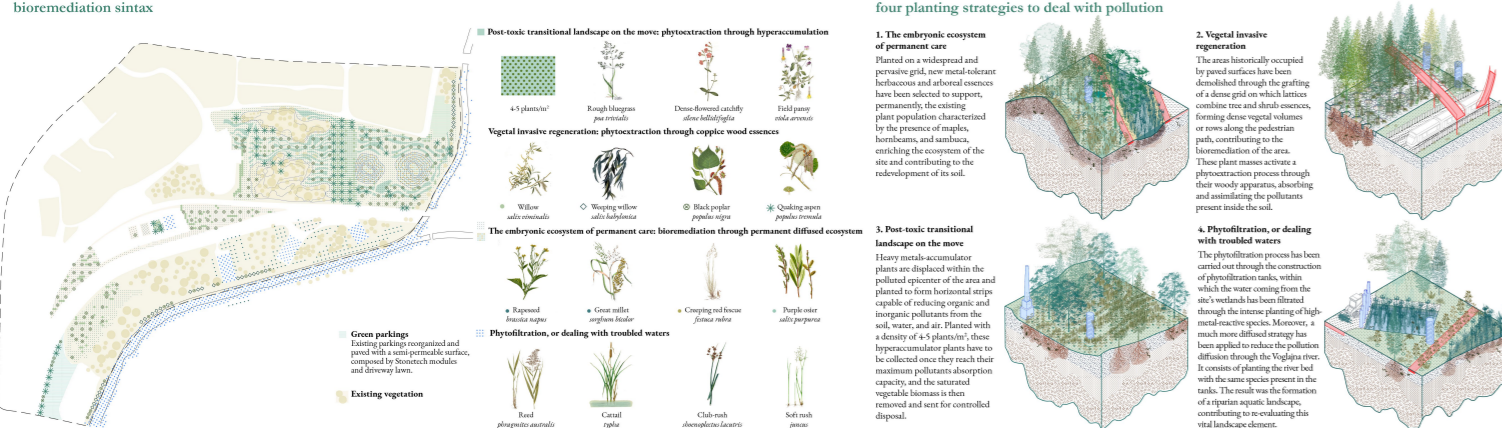 bioremediation sintax
Post-toxic transitional landscape on the move: phytoextraction through hyperaccumulation
4-5 plants/m²
Rough bluegrass
poa trivialis
Dense-flowered catchfly
silene bellidifoglia
Field pansy
viola arvensis
Vegetal invasive regeneration: phytoextraction through coppice wood essences
Willow
salix eiminalis
Weeping willow
salix babylonica
Black poplar
populus nigra
Quaking aspen
populus tremula
The embryonic ecosystem of permanent care: bioremediation through permanent diffused ecosystem
Rapeseed
brassica napus
Great millet
sorghum bicolor
Creeping red fescue
festuca rubra
Purple osier
salix purpurea
Phytofiltration, or dealing with troubled waters
Reed
phragmites australis
Cattail
typha
Club-rush
shoenoplectus lacutris
Soft rush
juncus
Green parkings
Existing parkings reorganized and
paved with a semi-permeable surface,
composed by Stonetech modules
and driveway lawn.
Existing vegetation
four planting strategies to deal with pollution
1. The embryonic ecosystem
of permanent care
Planted on a widespread and
pervasive grid, new metal-tolerant
herbaceous and arboreal essences
have been selected to support,
permanently, the existing
plant population characterized
by the presence of maples,
hornbeams, and sambuca,
enriching the ecosystem of the
site and contributing to the
redevelopment of its soil.
2. Vegetal invasive
regeneration
The areas historically occupied
by paved surfaces have been
demolished through the grafting
of a dense grid on which lattices
combine tree and shrub essences,
forming dense vegetal volumes
or rows along the pedestrian
path, contributing to the
bioremediation of the area.
These plant masses activate a
phytoextraction process through
their woody apparatus, absorbing
and assimilating the pollutants
present inside the soil.
3. Post-toxic transitional
landscape on the move
Heavy metals-accumulator
plants are displaced within the
polluted epicenter of the area and
planted to form horizontal strips
capable of reducing organic and
inorganic pollutants from the
soil, water, and air. Planted with
a density of 4-5 plants/m², these
hyperaccumulator plants have to
be collected once they reach their
maximum pollutants absorption
capacity, and the saturated
vegetable biomass is then
removed and sent for controlled
disposal.
4. Phytofiltration, or dealing
with troubled waters
The phytofiltration process has been
carried out through the construction
of phytofiltration tanks, within
which the water coming from the
site's wetlands has been filtrated
through the intense planting of high-
metal-reactive species. Moreover, a
much more diffused strategy has
been applied to reduce the pollution
diffusion through the Voglajna river.
It consists of planting the river bed
with the same species present in the
tanks. The result was the formation
of a riparian aquatic landscape,
contributing to re-evaluating this
vital landscape element.